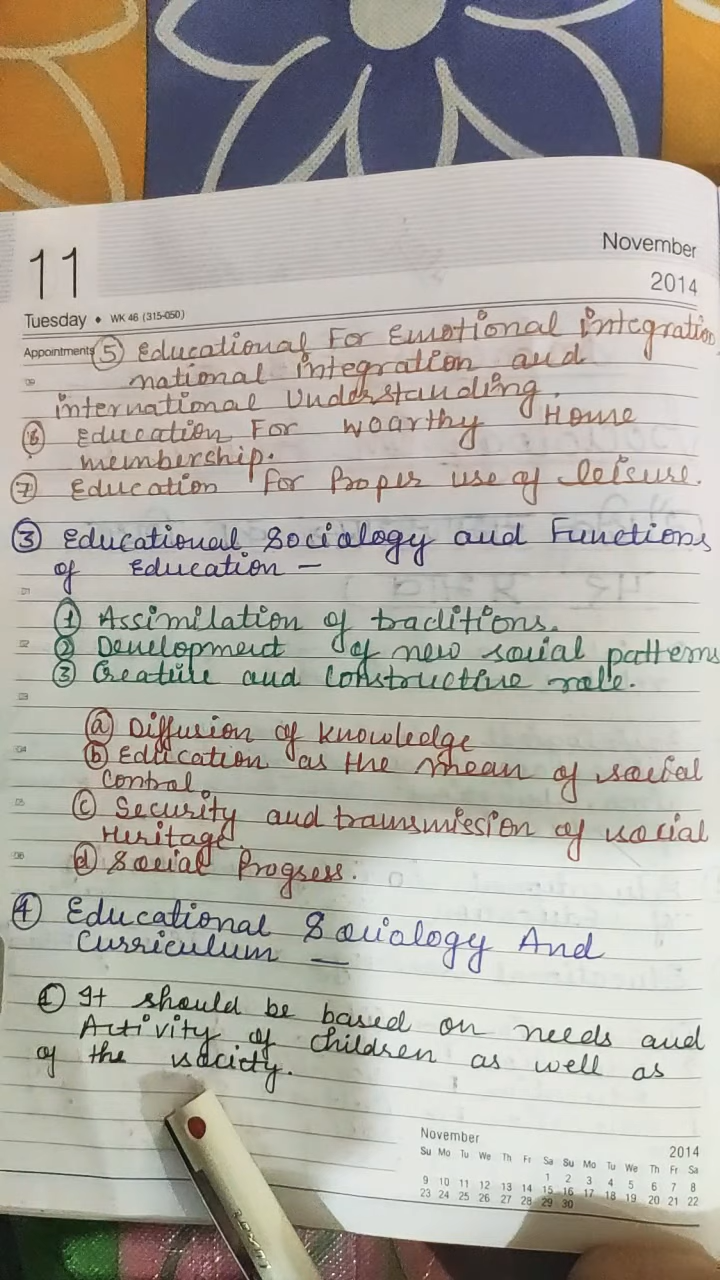 11
November
2014
Tuesday • WK 46 (315-050)
Appointments ⑤ Educational For Emotional integration
09 national integration and
international Understanding.
⑥ Education For woarthy Home
membership.
⑦ Education For Proper use of leisure.
③ Educational Sociology and Functions
of Education —
01
① Assimilation of traditions.
02 ② Development of new social patterns
③ Creative and constructive role.
03
ⓐ Diffusion of knowledge
04 ⓑ Education as the mean of social
Control.
05 ⓒ Security and transmission of social
Heritage.
06 ⓓ Social Progress.
④ Educational Sociology And
Curriculum —
① It should be based on needs and
Activity of children as well as
of the society.
November 2014
Su Mo Tu We Th Fr Sa Su Mo Tu We Th Fr Sa
1 2 3 4 5 6 7 8
9 10 11 12 13 14 15 16 17 18 19 20 21 22
23 24 25 26 27 28 29 30